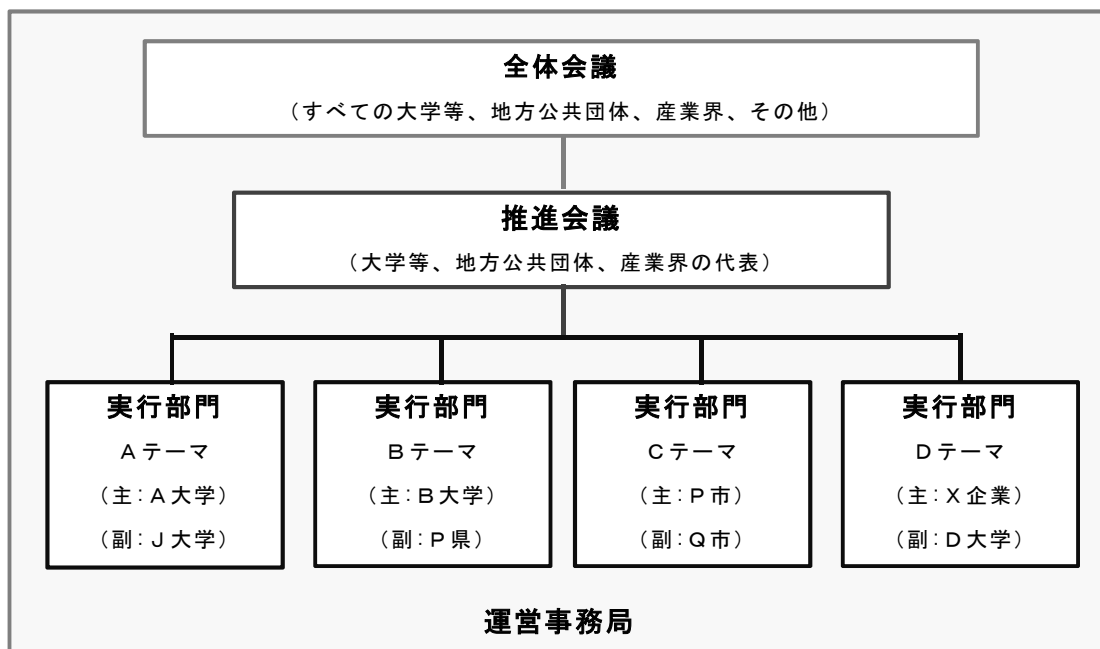 全体会議
（すべての大学等、地方公共団体、産業界、その他）
推進会議
（大学等、地方公共団体、産業界の代表）
実行部門
Ａテーマ
（主：Ａ大学）
（副：Ｊ大学）
実行部門
Ｂテーマ
（主：Ｂ大学）
（副：Ｐ県）
実行部門
Ｃテーマ
（主：Ｐ市）
（副：Ｑ市）
実行部門
Ｄテーマ
（主：Ｘ企業）
（副：Ｄ大学）
運営事務局